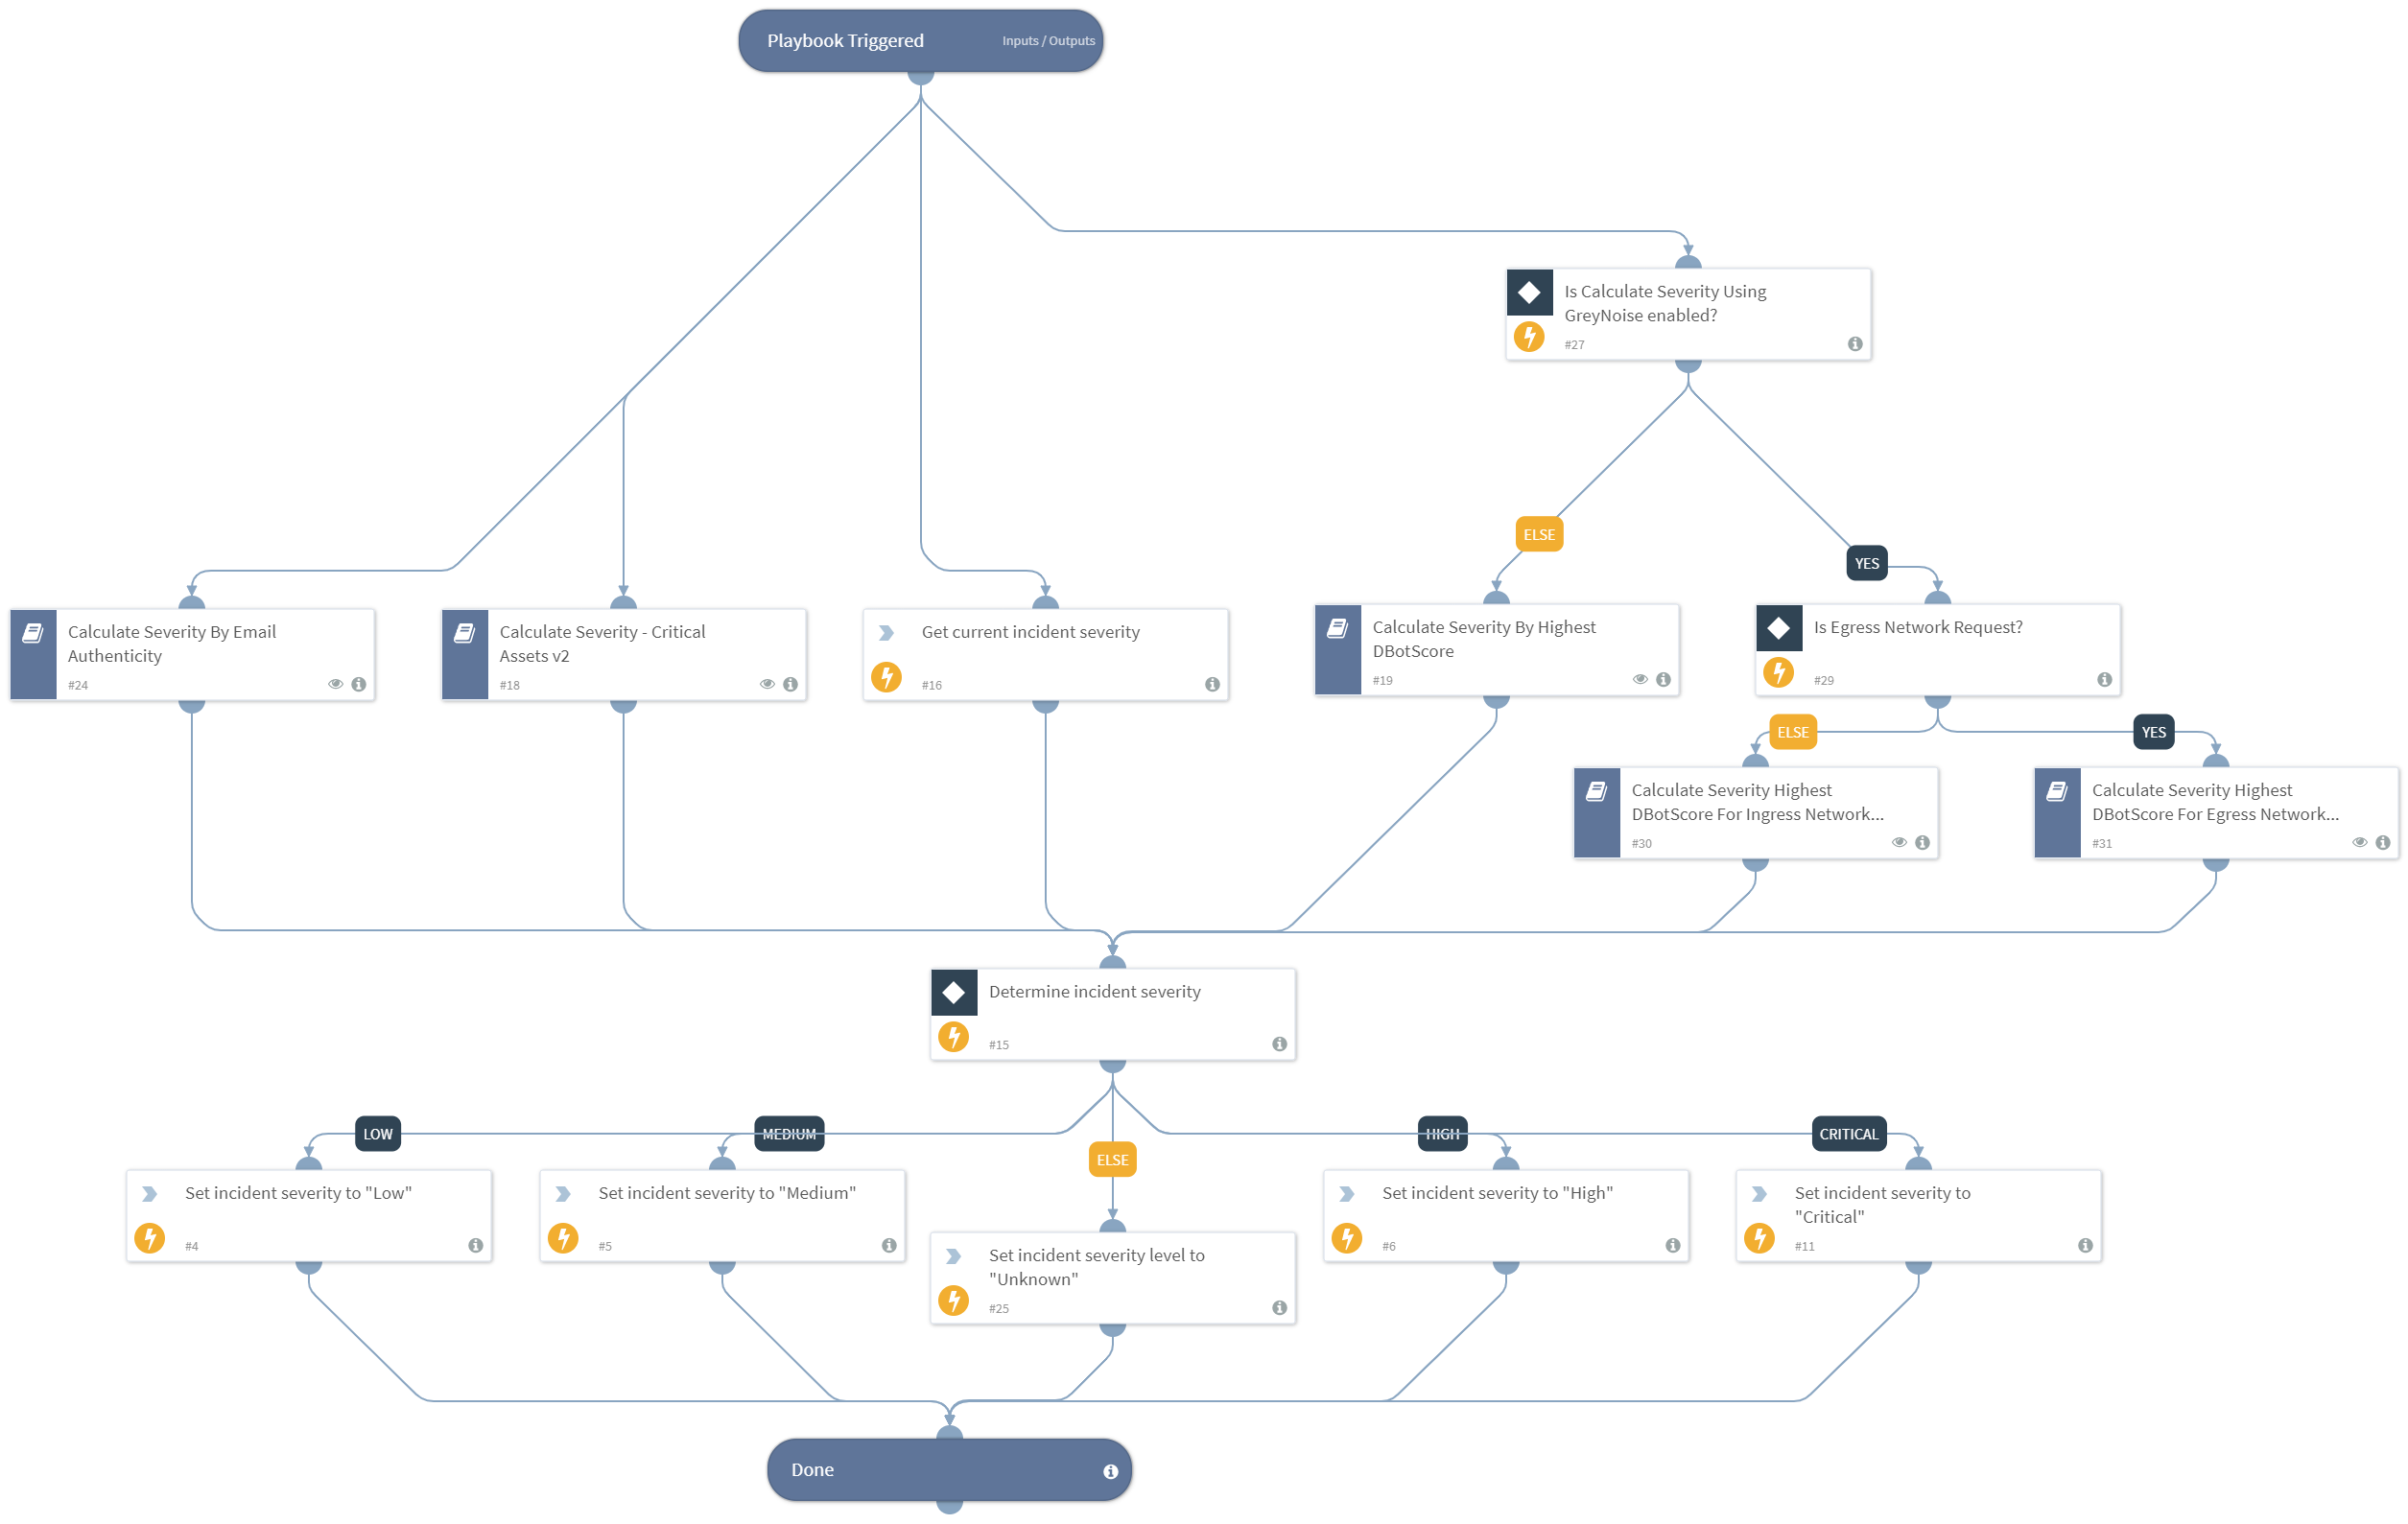 Playbook Triggered
Inputs / Outputs
Is Calculate Severity Using
GreyNoise enabled?
#27
ELSE
YES
Calculate Severity By Email
Authenticity
#24
Calculate Severity - Critical
Assets v2
#18
Get current incident severity
#16
Calculate Severity By Highest
DBotScore
#19
Is Egress Network Request?
#29
ELSE
YES
Calculate Severity Highest
DBotScore For Ingress Network...
#30
Calculate Severity Highest
DBotScore For Egress Network...
#31
Determine incident severity
#15
LOW
MEDIUM
ELSE
HIGH
CRITICAL
Set incident severity to "Low"
#4
Set incident severity to "Medium"
#5
Set incident severity level to
"Unknown"
#25
Set incident severity to "High"
#6
Set incident severity to
"Critical"
#11
Done